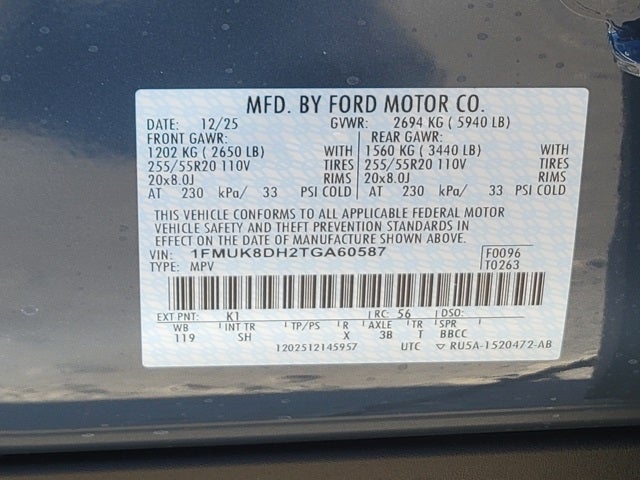 MFD. BY FORD MOTOR CO.
DATE: 12/25 GVWR: 2694 KG ( 5940 LB)
FRONT GAWR: REAR GAWR:
1202 KG ( 2650 LB) WITH 1560 KG ( 3440 LB) WITH
255/55R20 110V TIRES 255/55R20 110V TIRES
20x8.0J RIMS 20x8.0J RIMS
AT 230 kPa/ 33 PSI COLD AT 230 kPa/ 33 PSI COLD
THIS VEHICLE CONFORMS TO ALL APPLICABLE FEDERAL MOTOR
VEHICLE SAFETY AND THEFT PREVENTION STANDARDS IN
EFFECT ON THE DATE OF MANUFACTURE SHOWN ABOVE.
VIN: 1FMUK8DH2TGA60587 F0096
TYPE: MPV T0263
EXT PNT: K1 RC: 56 DSO:
WB INT TR TP/PS R AXLE TR SPR
119 SH X 3B T BBCC
1202512145957 UTC RU5A-1520472-AB